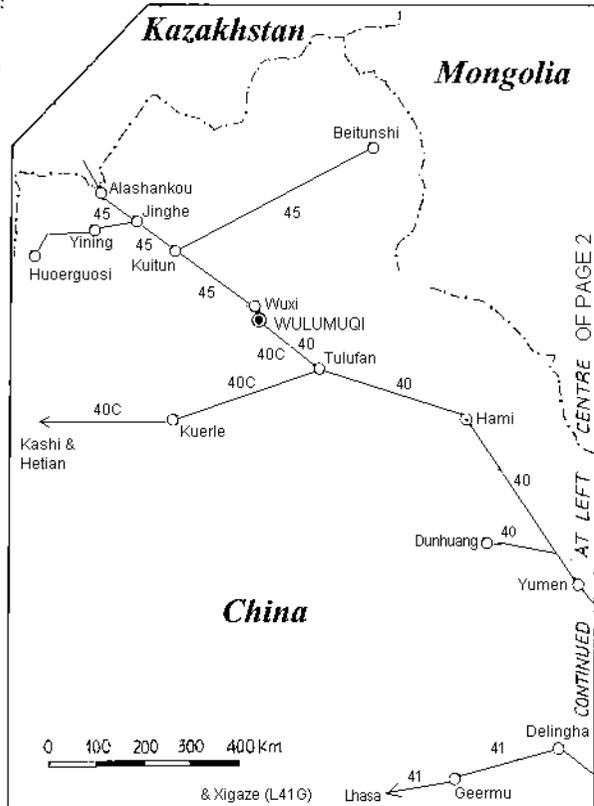 Kazakhstan
Mongolia
Beitunshi
Alashankou
45
Jinghe
45
45
Yining
Kuitun
Huoerguosi
45
Wuxi
WULUMUQI
40
40C
Tulufan
40C
40
40C
Hami
Kuerle
Kashi &
Hetian
40
40
Dunhuang
Yumen
China
CONTINUED AT LEFT CENTRE OF PAGE 2
Delingha
0 100 200 300 400 Km
41
41
Geermu
& Xigaze (L41G)
Lhasa